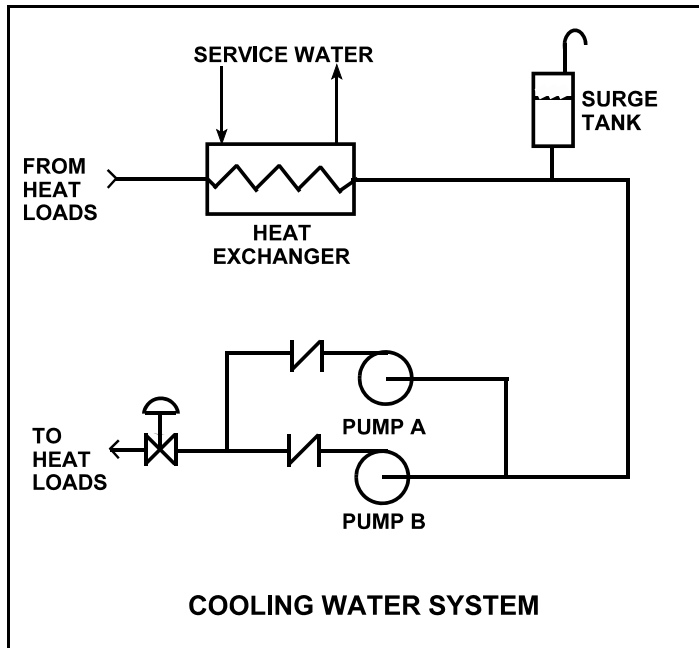 SERVICE WATER
SURGE
TANK
FROM
HEAT
LOADS
HEAT
EXCHANGER
PUMP A
TO
HEAT
LOADS
PUMP B
COOLING WATER SYSTEM